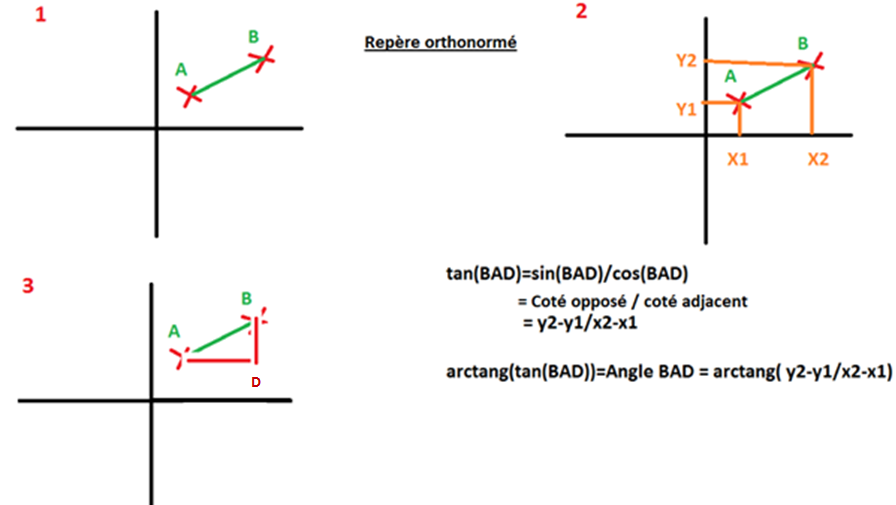 1
A
B
Repère orthonormé
2
Y2
Y1
A
B
X1
X2
3
A
B
D
tan(BAD)=sin(BAD)/cos(BAD)
= Coté opposé / coté adjacent
= y2-y1/x2-x1
arctang(tan(BAD))=Angle BAD = arctang( y2-y1/x2-x1)